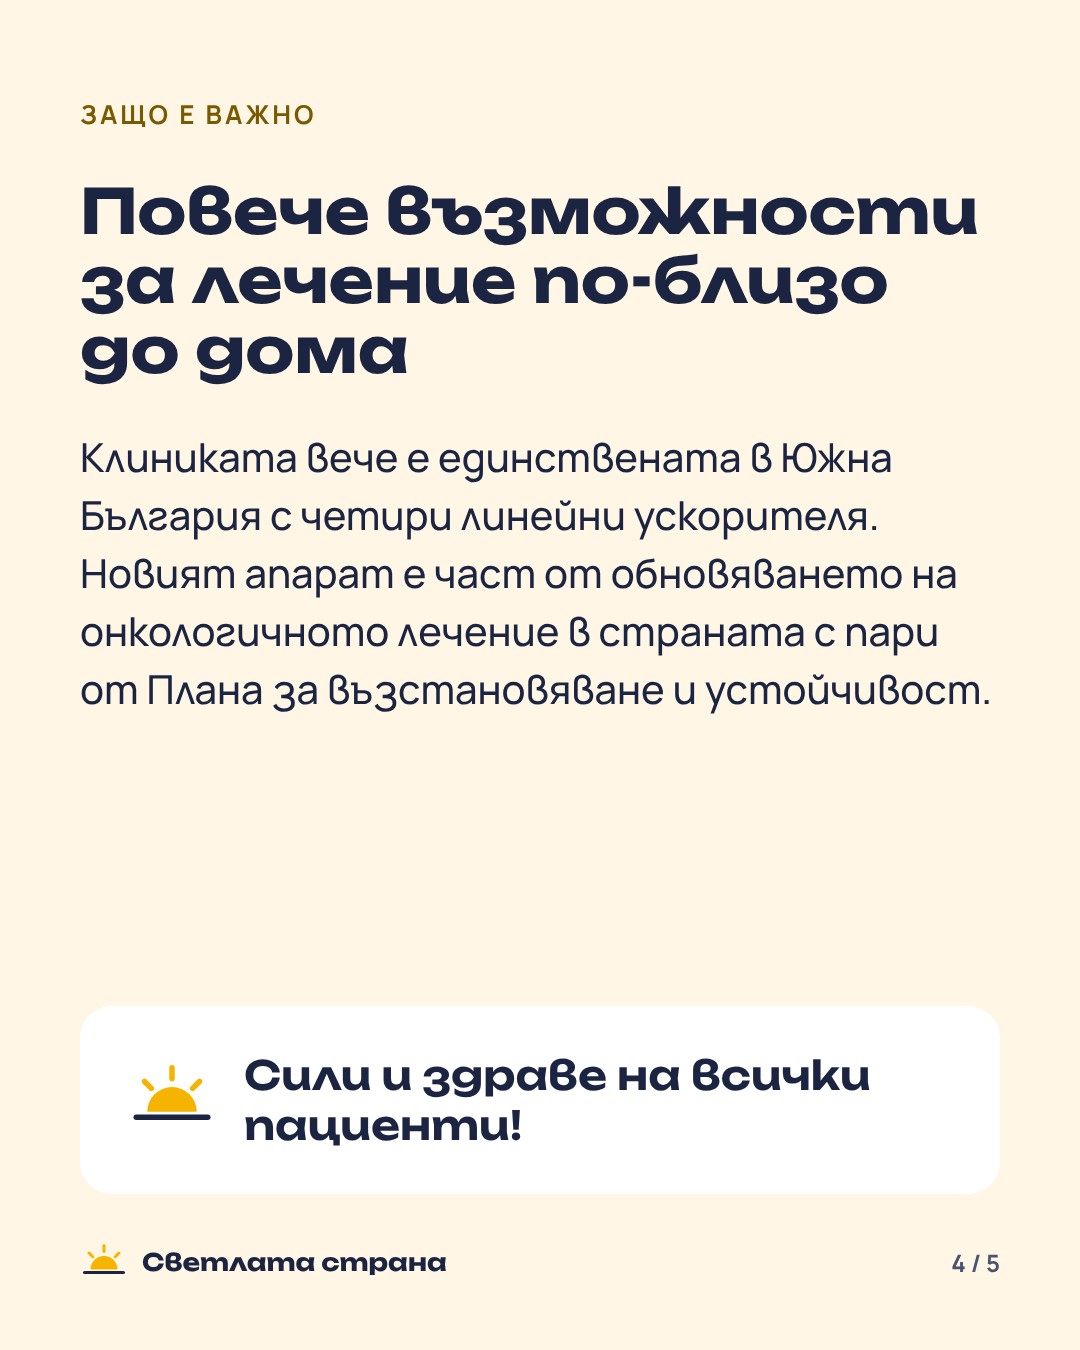 ЗАЩО Е ВАЖНО
Повече възможности
за лечение по-близо
до дома
Клиниката вече е единствената в Южна
България с четири линейни ускорителя.
Новият апарат е част от обновяването на
онкологичното лечение в страната с пари
от Плана за възстановяване и устойчивост.
Сили и здраве на всички
пациенти!
Светлата страна
4 / 5